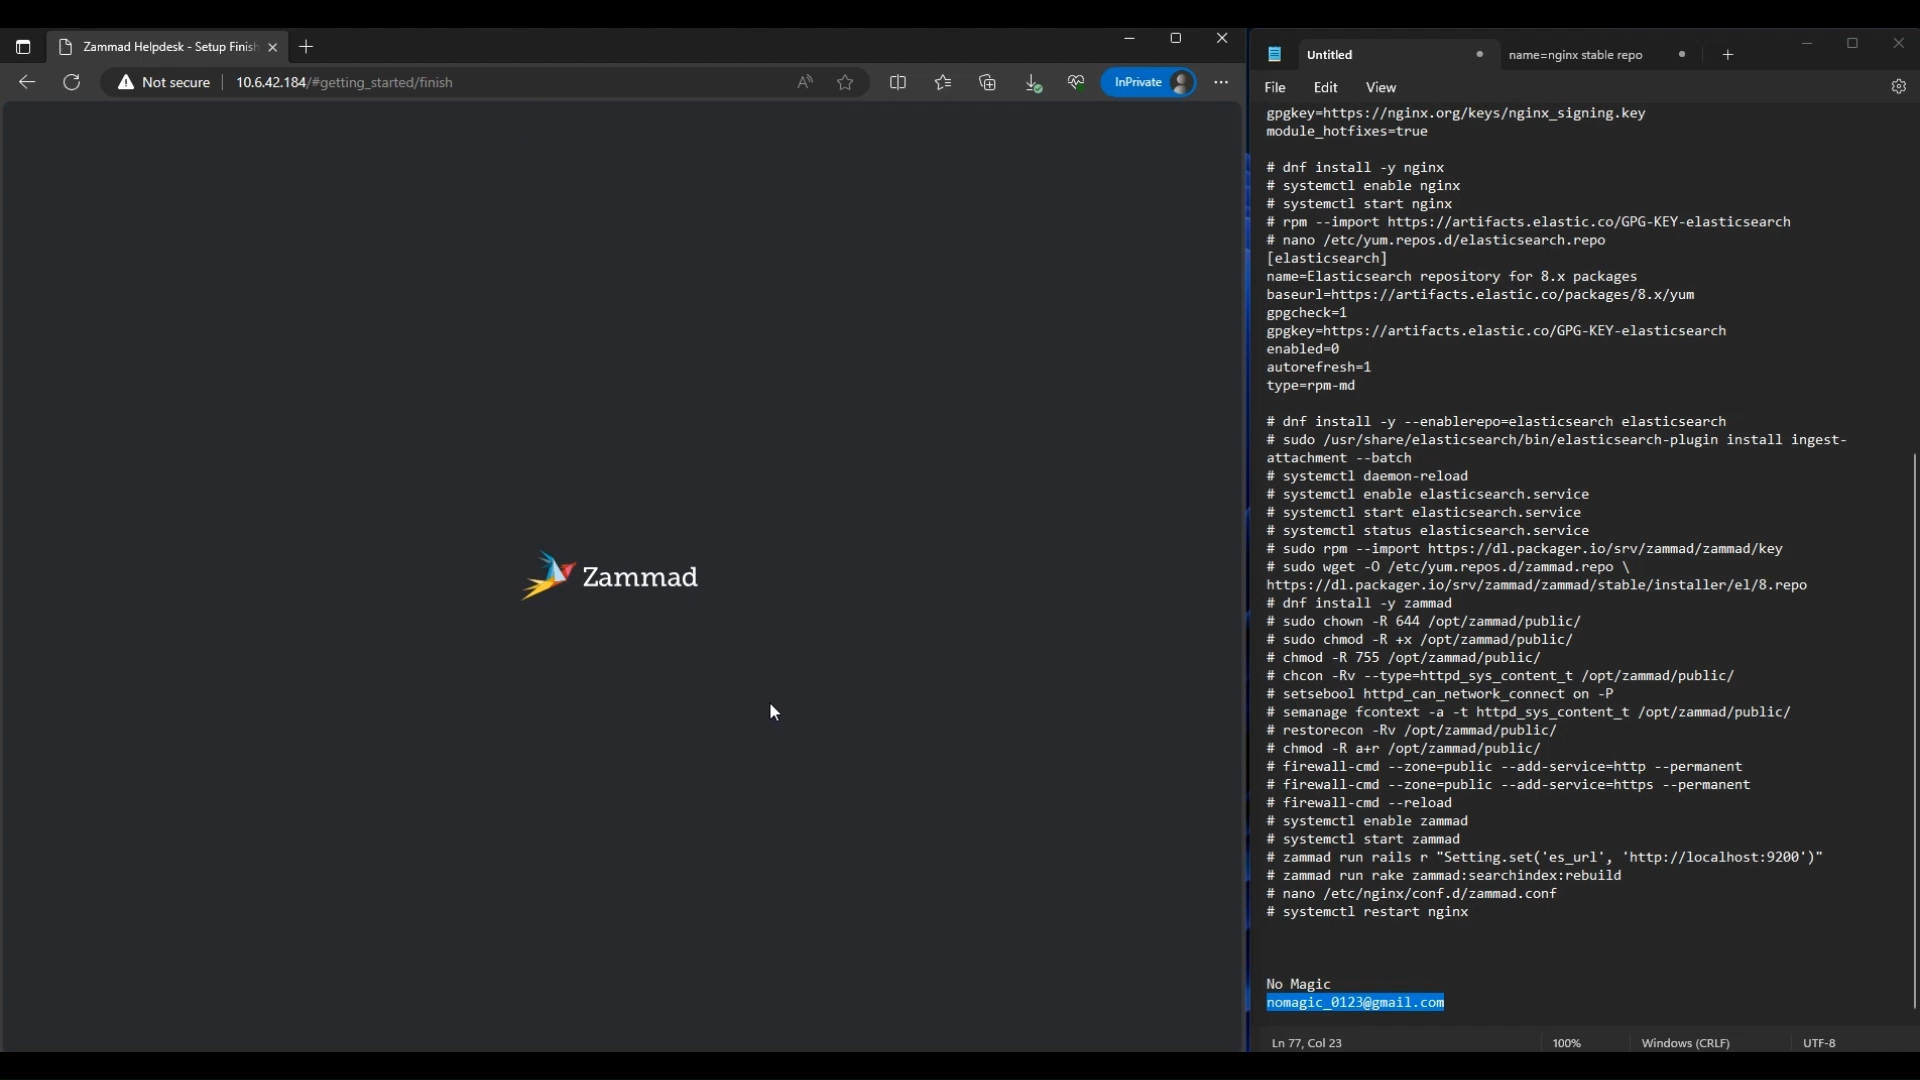 Zammad Helpdesk - Setup Finish
Not secure
10.6.42.184/#getting_started/finish
InPrivate
Zammad
Untitled
name=nginx stable repo
File
Edit
View
gpgkey=https://nginx.org/keys/nginx_signing.key
module_hotfixes=true
# dnf install -y nginx
# systemctl enable nginx
# systemctl start nginx
# rpm --import https://artifacts.elastic.co/GPG-KEY-elasticsearch
# nano /etc/yum.repos.d/elasticsearch.repo
[elasticsearch]
name=Elasticsearch repository for 8.x packages
baseurl=https://artifacts.elastic.co/packages/8.x/yum
gpgcheck=1
gpgkey=https://artifacts.elastic.co/GPG-KEY-elasticsearch
enabled=0
autorefresh=1
type=rpm-md
# dnf install -y --enablerepo=elasticsearch elasticsearch
# sudo /usr/share/elasticsearch/bin/elasticsearch-plugin install ingest-
attachment --batch
# systemctl daemon-reload
# systemctl enable elasticsearch.service
# systemctl start elasticsearch.service
# systemctl status elasticsearch.service
# sudo rpm --import https://dl.packager.io/srv/zammad/zammad/key
# sudo wget -O /etc/yum.repos.d/zammad.repo \
https://dl.packager.io/srv/zammad/zammad/stable/installer/el/8.repo
# dnf install -y zammad
# sudo chown -R 644 /opt/zammad/public/
# sudo chmod -R +x /opt/zammad/public/
# chmod -R 755 /opt/zammad/public/
# chcon -Rv --type=httpd_sys_content_t /opt/zammad/public/
# setsebool httpd_can_network_connect on -P
# semanage fcontext -a -t httpd_sys_content_t /opt/zammad/public/
# restorecon -Rv /opt/zammad/public/
# chmod -R a+r /opt/zammad/public/
# firewall-cmd --zone=public --add-service=http --permanent
# firewall-cmd --zone=public --add-service=https --permanent
# firewall-cmd --reload
# systemctl enable zammad
# systemctl start zammad
# zammad run rails r "Setting.set('es_url', 'http://localhost:9200')"
# zammad run rake zammad:searchindex:rebuild
# nano /etc/nginx/conf.d/zammad.conf
# systemctl restart nginx
No Magic
nomagic_0123@gmail.com
Ln 77, Col 23
100%
Windows (CRLF)
UTF-8